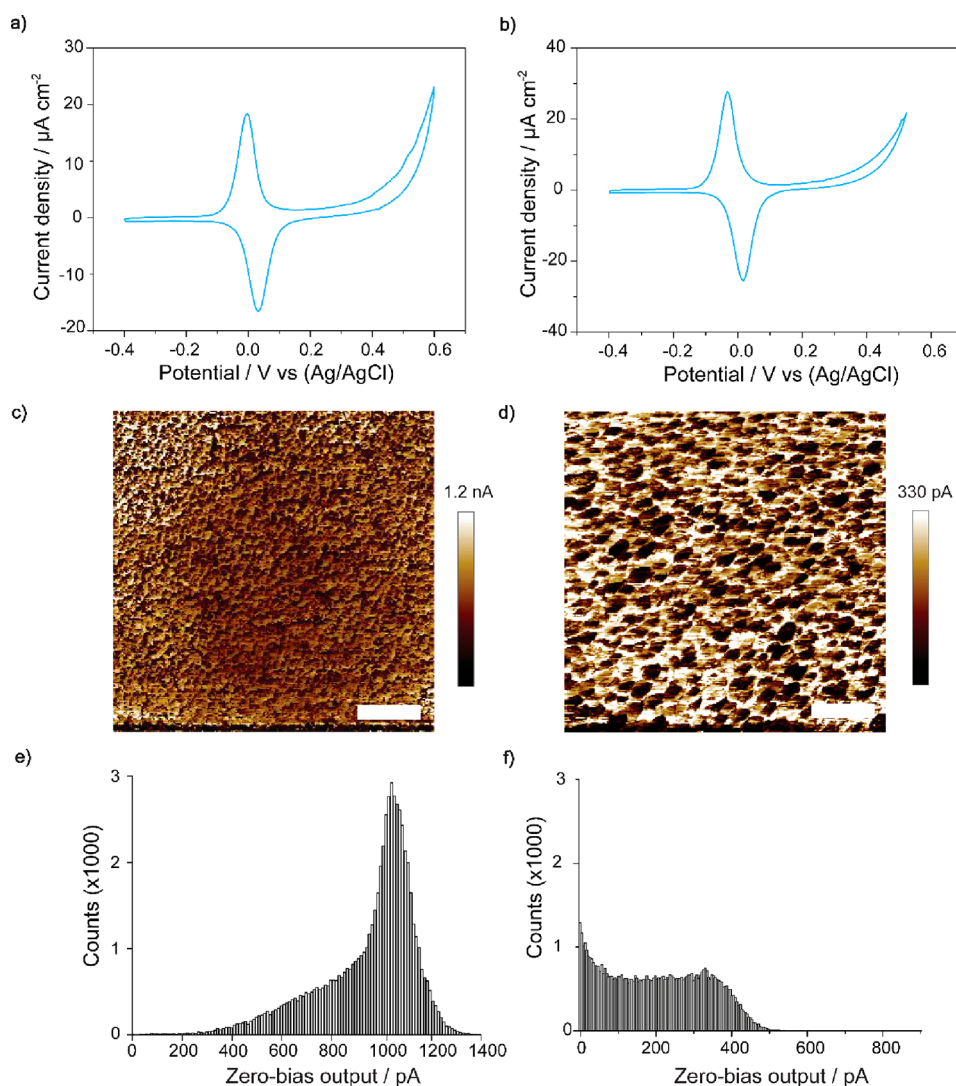 a)
30
20
10
0
-10
-20
Current density / µA cm⁻²
-0.4 -0.2 0.0 0.2 0.4 0.6
Potential / V vs (Ag/AgCl)
b)
40
20
0
-20
-40
Current density / µA cm⁻²
-0.4 -0.2 0.0 0.2 0.4 0.6
Potential / V vs (Ag/AgCl)
c)
1.2 nA
d)
330 pA
e)
3
2
1
0
Counts (x1000)
0 200 400 600 800 1000 1200 1400
Zero-bias output / pA
f)
3
2
1
0
Counts (x1000)
0 200 400 600 800
Zero-bias output / pA